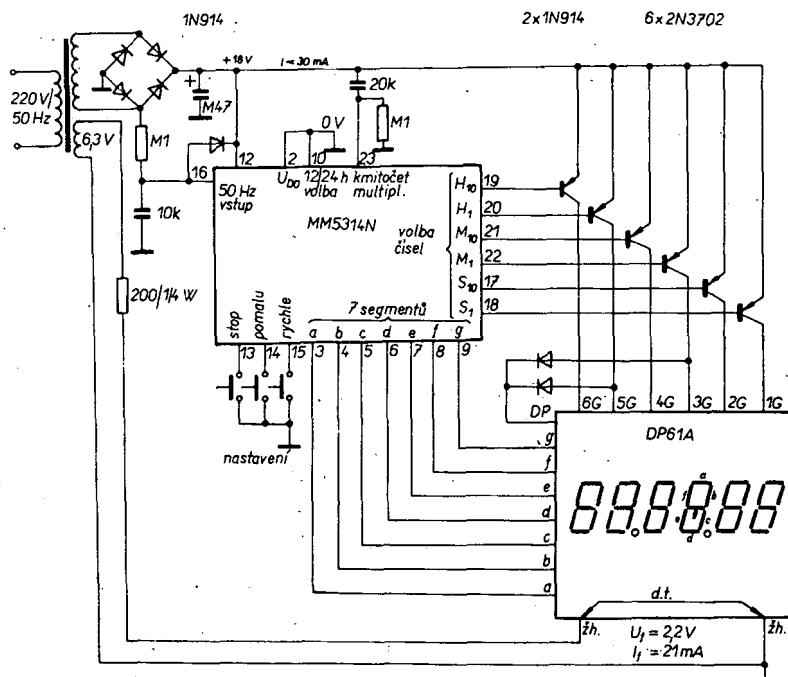 1N914
2x1N914
6x2N3702
+18V
I=30 mA
20k
M47
220V/
50 Hz
6,3 V
M1
M1
0 V
16
12
2
10
23
50 Hz
vstup
U_DD
12/24 h
volba
kmitočet
multipl.
MM5314N
volba
čísel
H10
19
H1
20
M10
21
M1
22
S10
17
S1
18
10k
200/1/4 W
stop
pomalu
rychle
7 segmentů
a
b
c
d
e
f
g
13
14
15
3
4
5
6
7
8
9
nastavení
DP
6G
5G
4G
3G
2G
1G
DP61A
g
f
e
d
c
b
a
a
f
b
e
c
d
d.t.
žh.
žh.
Uf = 2,2 V
If = 21 mA